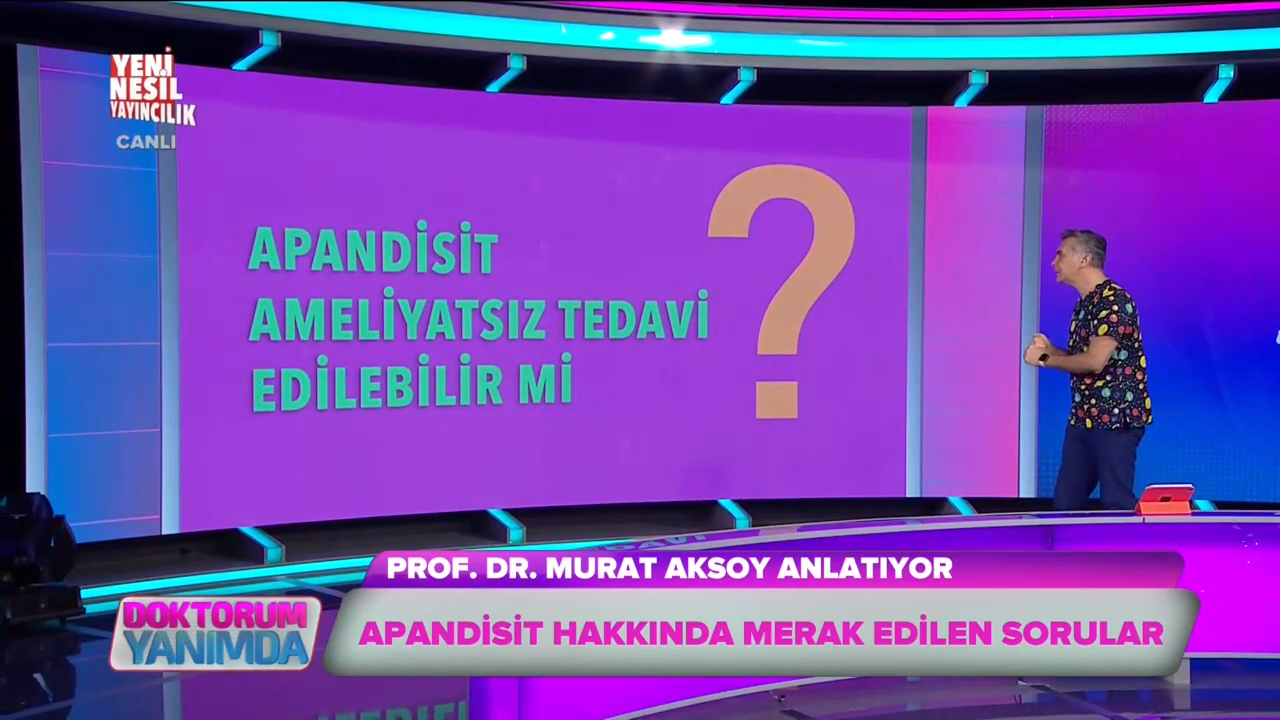 YENİ
NESİL
YAYINCILIK
CANLI
APANDİSİT
AMELİYATSIZ TEDAVİ
EDİLEBİLİR Mİ
?
PROF. DR. MURAT AKSOY ANLATIYOR
DOKTORUM
YANIMDA
APANDİSİT HAKKINDA MERAK EDİLEN SORULAR